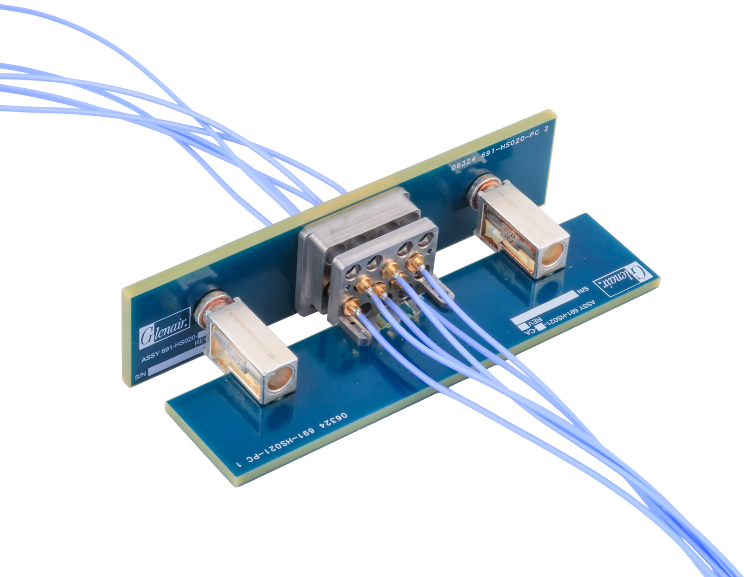 06324 691-HS020-PC 2
Glenair.
ASSY 691-HS020-
REV
S/N
Glenair.
ASSY 691-HS021-
REV
S/N
06324 691-HS021-PC 1